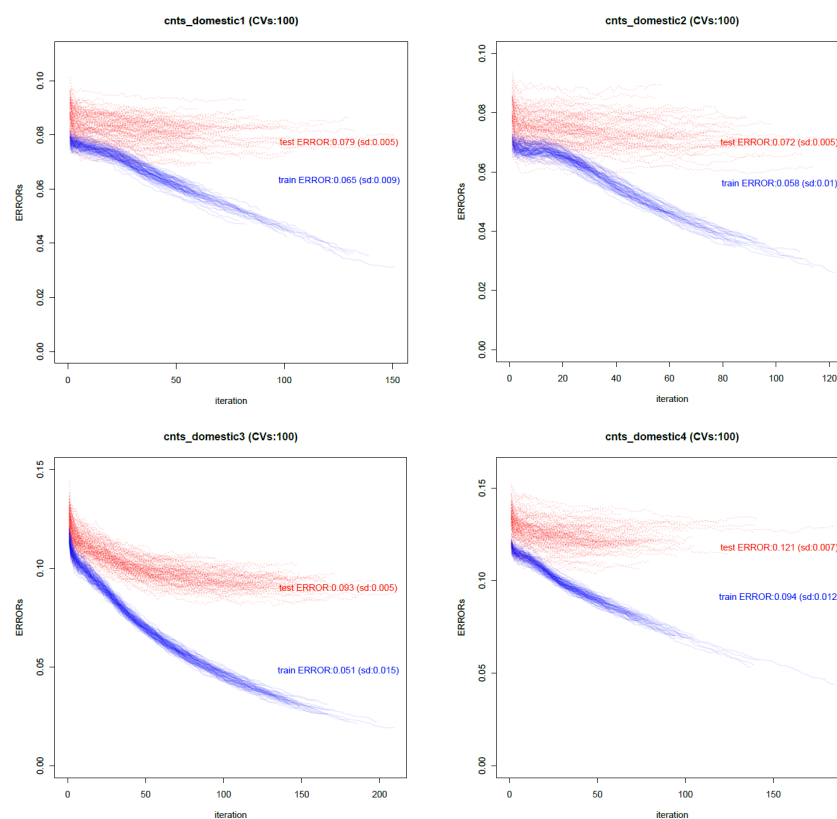 cnts_domestic1 (CVs:100)
ERRORs
0.10
0.08
0.06
0.04
0.02
0.00
test ERROR:0.079 (sd:0.005)
train ERROR:0.065 (sd:0.009)
0 50 100 150
iteration
cnts_domestic2 (CVs:100)
ERRORs
0.10
0.08
0.06
0.04
0.02
0.00
test ERROR:0.072 (sd:0.005)
train ERROR:0.058 (sd:0.01)
0 20 40 60 80 100 120
iteration
cnts_domestic3 (CVs:100)
ERRORs
0.15
0.10
0.05
0.00
test ERROR:0.093 (sd:0.005)
train ERROR:0.051 (sd:0.015)
0 50 100 150 200
iteration
cnts_domestic4 (CVs:100)
ERRORs
0.15
0.10
0.05
0.00
test ERROR:0.121 (sd:0.007)
train ERROR:0.094 (sd:0.012
0 50 100 150
iteration